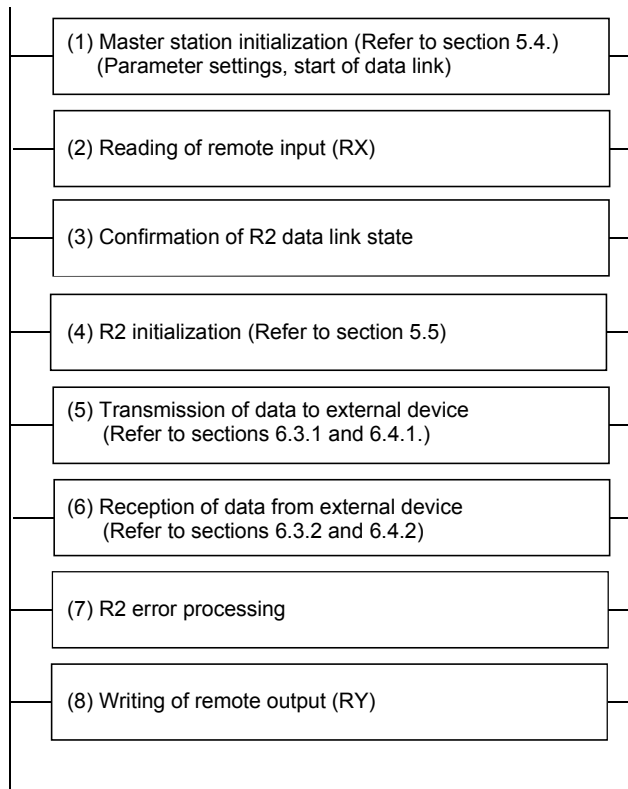 (1) Master station initialization (Refer to section 5.4.)
(Parameter settings, start of data link)
(2) Reading of remote input (RX)
(3) Confirmation of R2 data link state
(4) R2 initialization (Refer to section 5.5)
(5) Transmission of data to external device
(Refer to sections 6.3.1 and 6.4.1.)
(6) Reception of data from external device
(Refer to sections 6.3.2 and 6.4.2)
(7) R2 error processing
(8) Writing of remote output (RY)